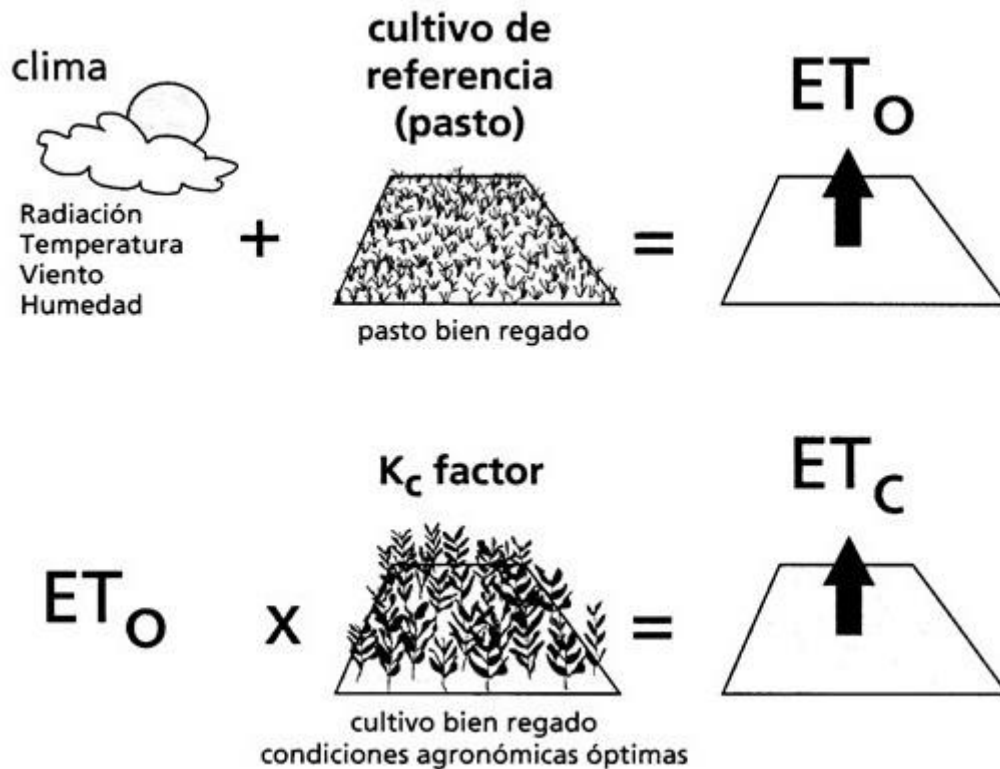 clima
Radiación
Temperatura
Viento
Humedad
+
cultivo de
referencia
(pasto)
pasto bien regado
=
ETO
KC factor
ETO
x
cultivo bien regado
condiciones agronómicas óptimas
=
ETC